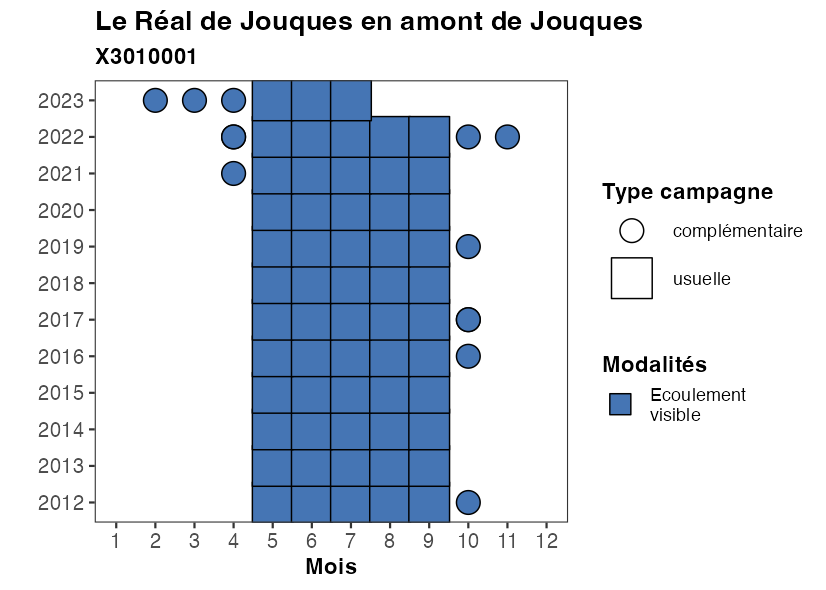 Le Réal de Jouques en amont de Jouques
X3010001
2023
2022
2021
2020
2019
2018
2017
2016
2015
2014
2013
2012
1 2 3 4 5 6 7 8 9 10 11 12
Mois
Type campagne
complémentaire
usuelle
Modalités
Ecoulement
visible